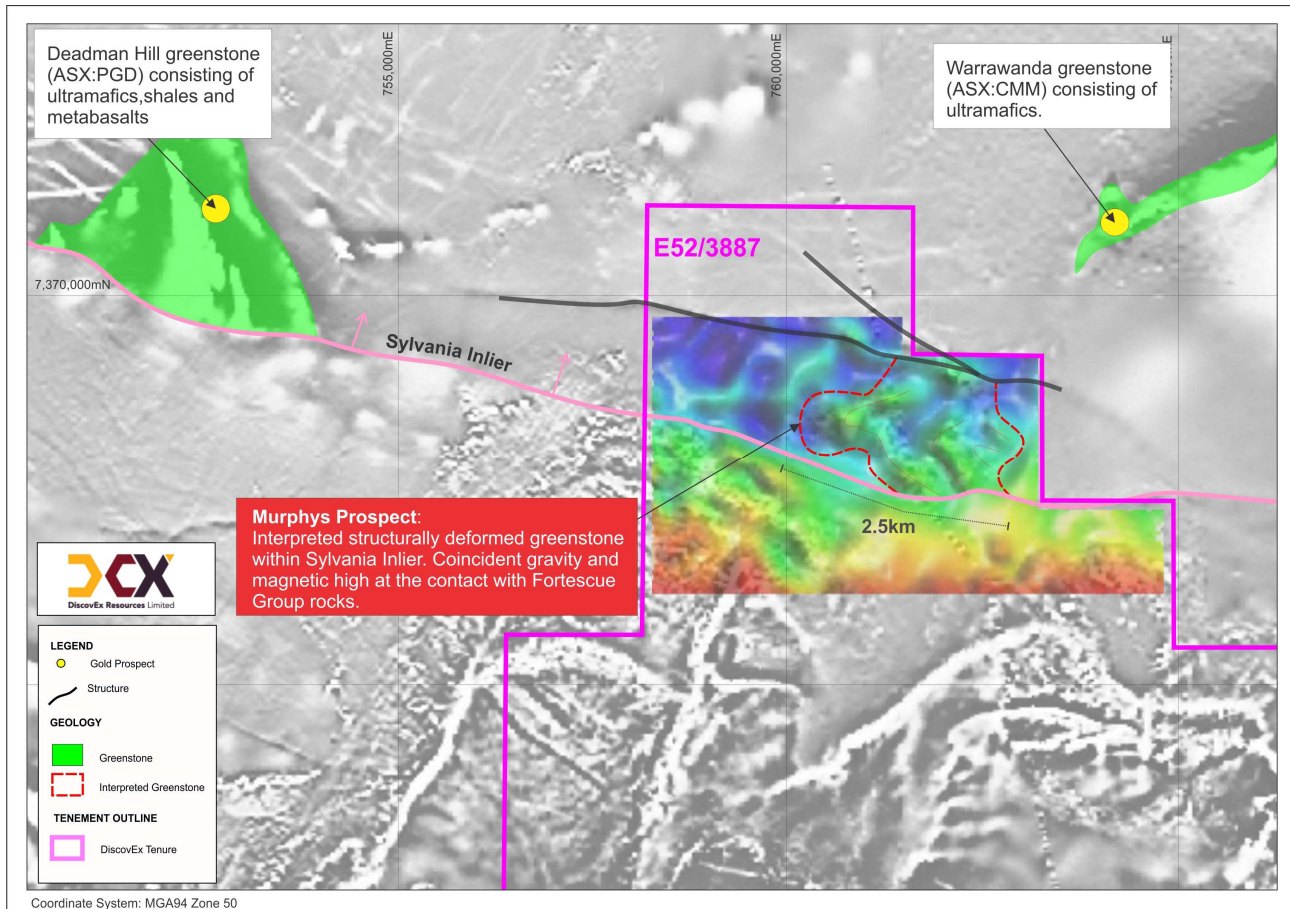 Deadman Hill greenstone
(ASX:PGD) consisting of
ultramafics,shales and
metabasalts
755,000mE
760,000mE
Warrawanda greenstone
(ASX:CMM) consisting of
ultramafics.
E52/3887
7,370,000mN
Sylvania Inlier
2.5km
Murphys Prospect:
Interpreted structurally deformed greenstone
within Sylvania Inlier. Coincident gravity and
magnetic high at the contact with Fortescue
Group rocks.
DCX
DiscovEx Resources Limited
LEGEND
Gold Prospect
Structure
GEOLOGY
Greenstone
Interpreted Greenstone
TENEMENT OUTLINE
DiscovEx Tenure
Coordinate System: MGA94 Zone 50